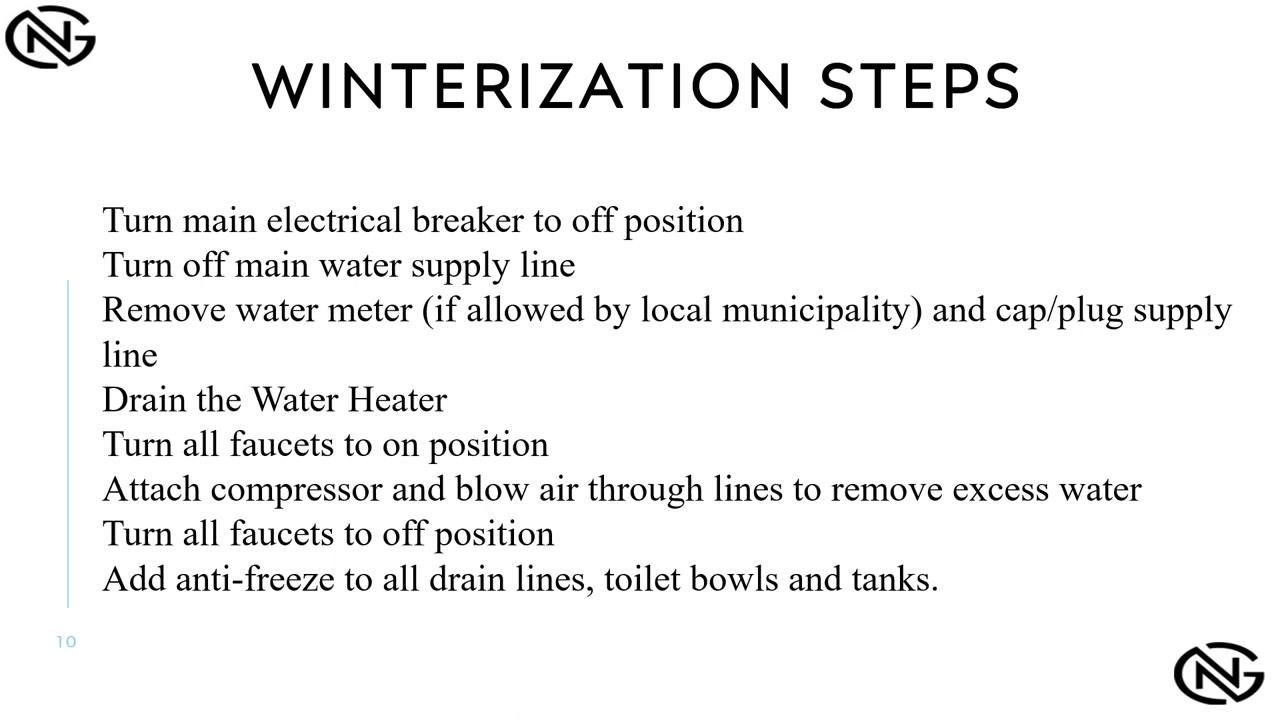 NG
WINTERIZATION STEPS
Turn main electrical breaker to off position
Turn off main water supply line
Remove water meter (if allowed by local municipality) and cap/plug supply
line
Drain the Water Heater
Turn all faucets to on position
Attach compressor and blow air through lines to remove excess water
Turn all faucets to off position
Add anti-freeze to all drain lines, toilet bowls and tanks.
10
NG